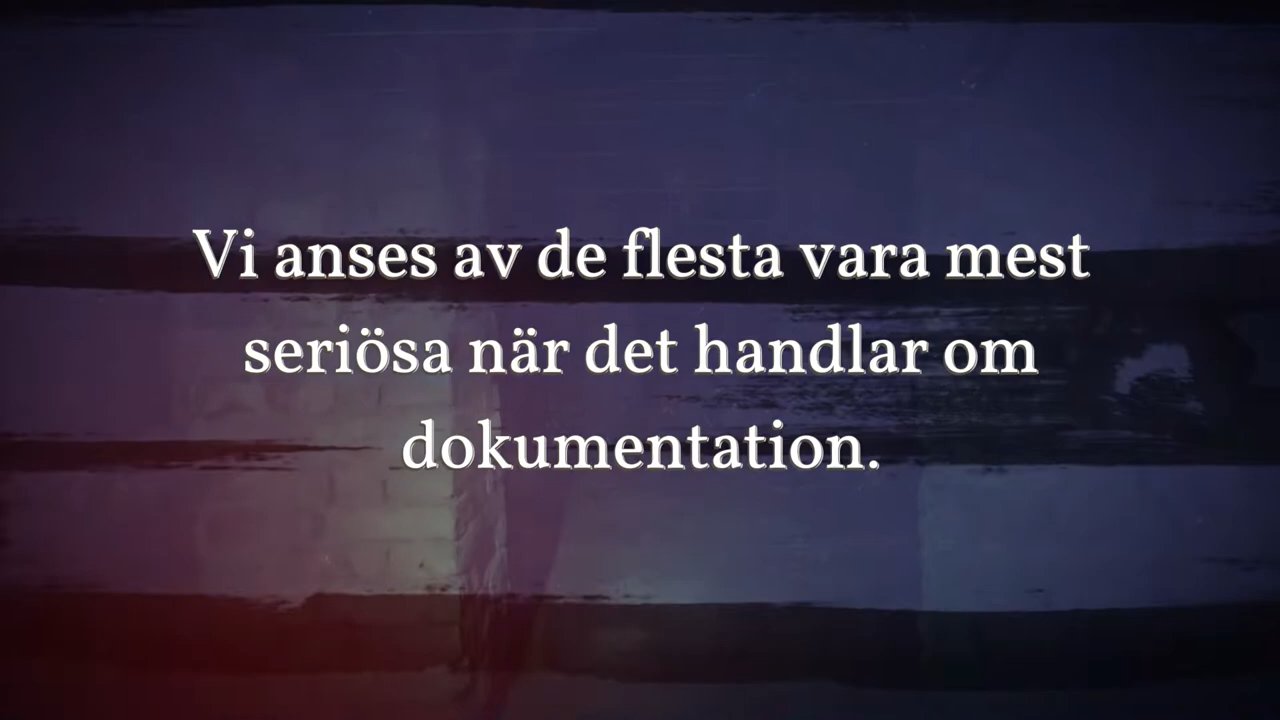 Vi anses av de flesta vara mest
seriösa när det handlar om
dokumentation.